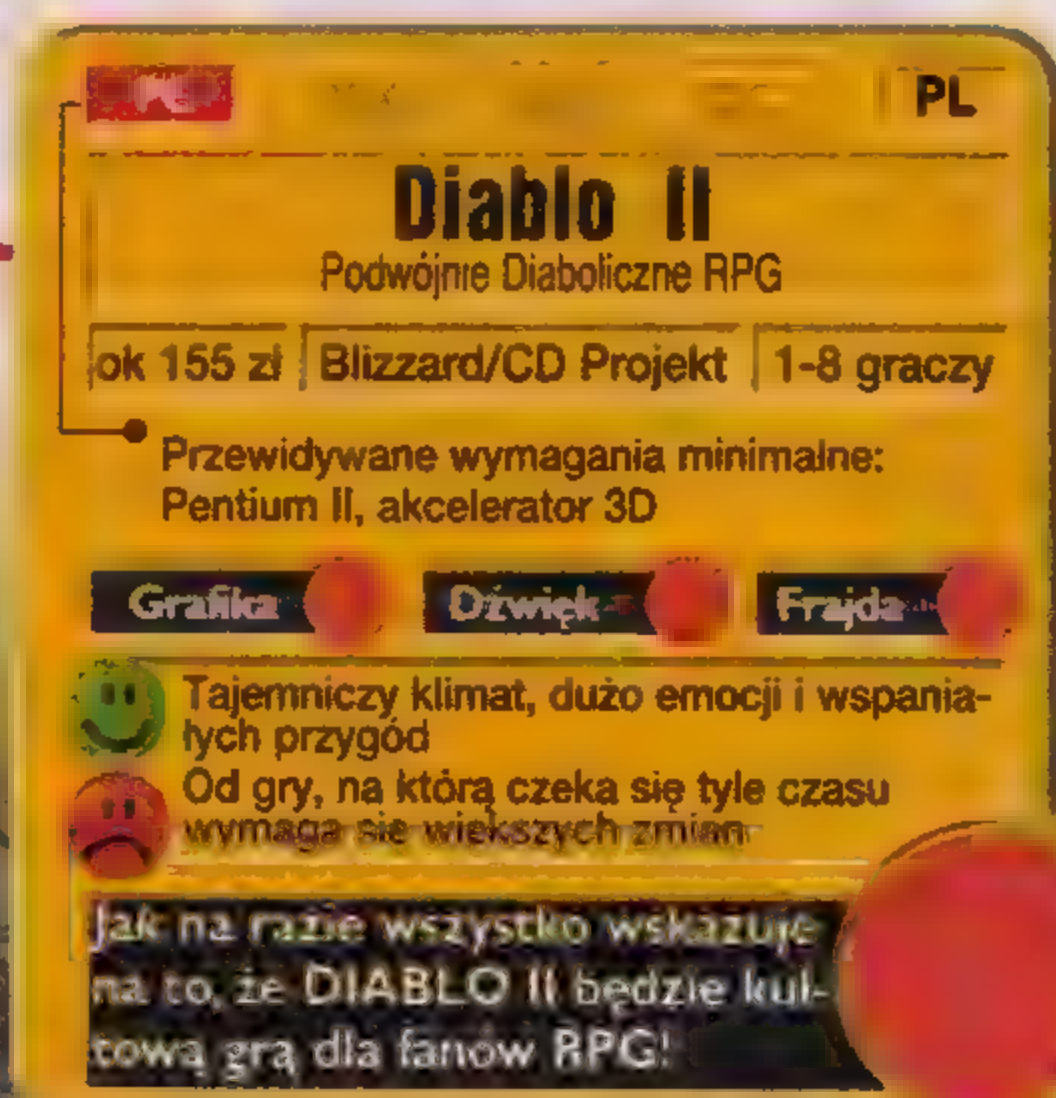 PL
Diablo II
Podwójnie Diaboliczne RPG
ok 155 zł Blizzard/CD Projekt 1-8 graczy
Przewidywane wymagania minimalne:
Pentium II, akcelerator 3D
Grafika Dźwięk Frajda
Tajemniczy klimat, dużo emocji i wspania-
łych przygód
Od gry, na którą czeka się tyle czasu
wymaga się większych zmian
Jak na razie wszystko wskazuje
na to, że DIABLO II będzie kul-
tową grą dla fanów RPG!